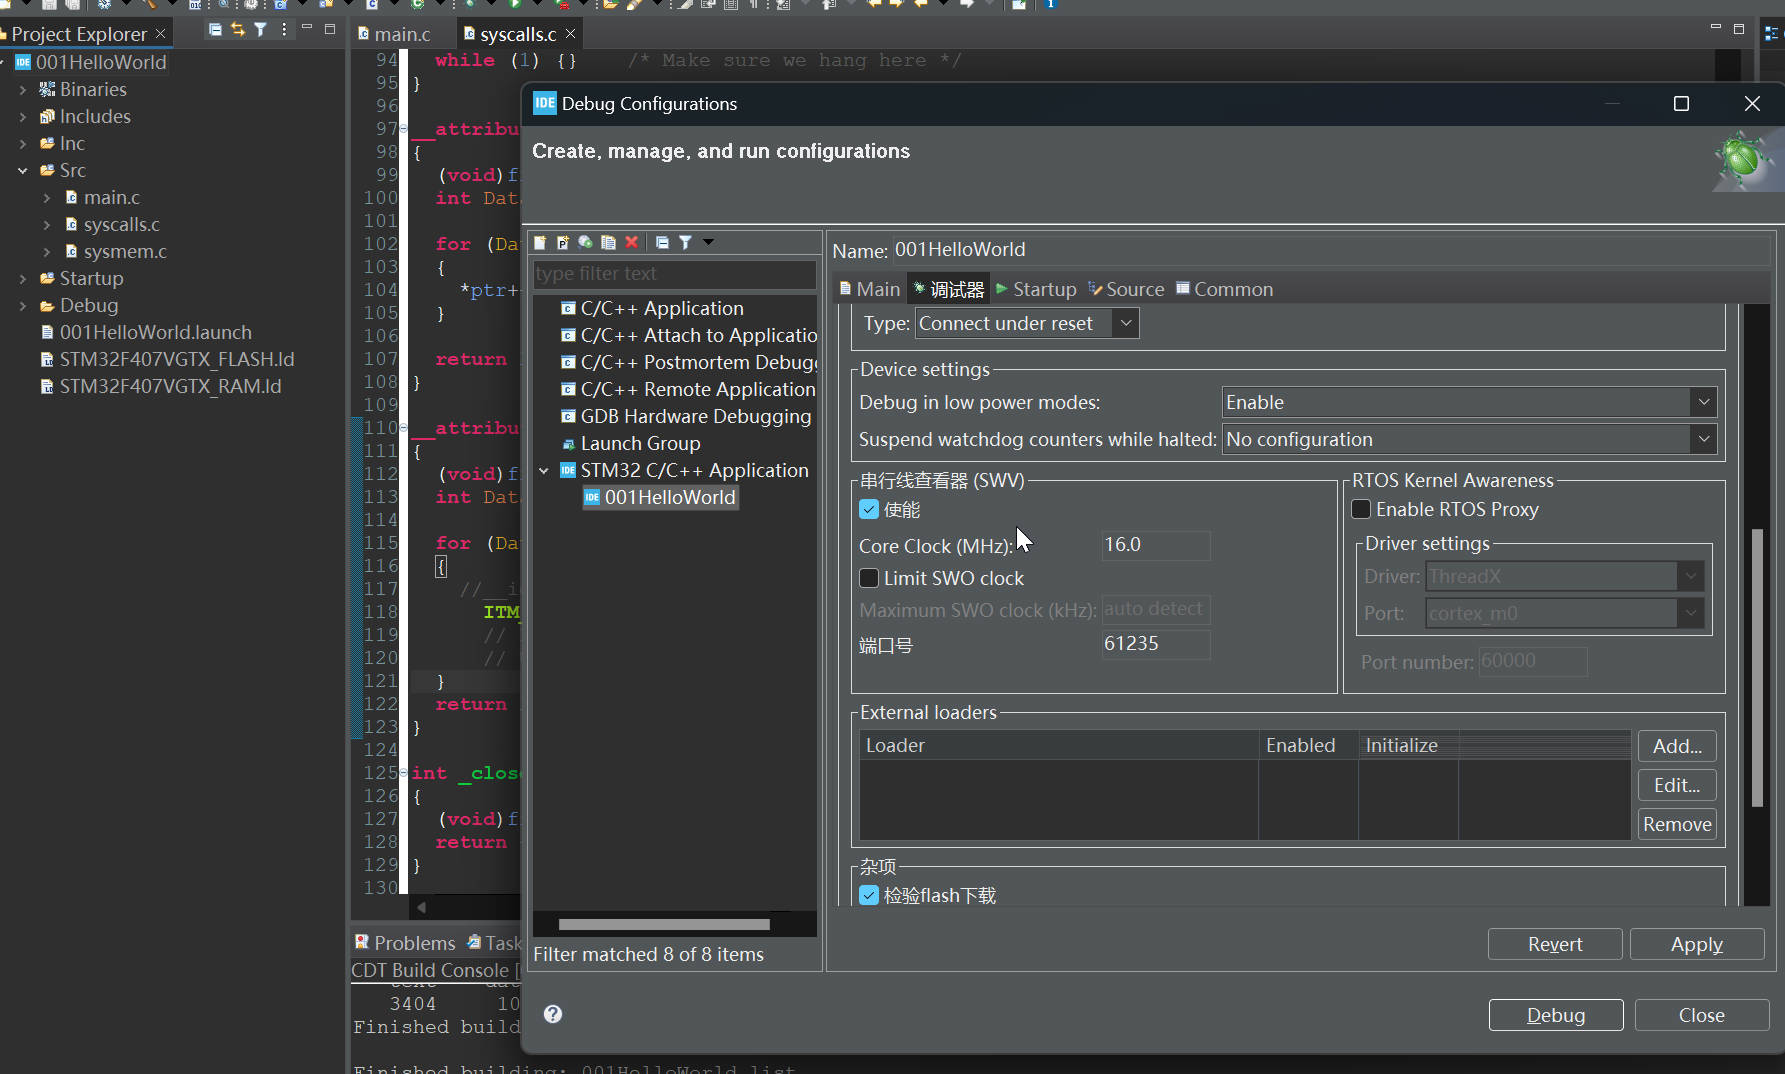 Project Explorer
main.c
syscalls.c
001HelloWorld
Binaries
Includes
Inc
Src
main.c
syscalls.c
sysmem.c
Startup
Debug
001HelloWorld.launch
STM32F407VGTX_FLASH.ld
STM32F407VGTX_RAM.ld
94 while (1) {} /* Make sure we hang here */
95 }
96
97 __attribu
98 {
99 (void)f
100 int Dat
101
102 for (Da
103 {
104 *ptr+
105 }
106
107 return
108 }
109
110 __attribu
111 {
112 (void)f
113 int Dat
114
115 for (Da
116 {
117 //__i
118 ITM_
119 //
120 //
121 }
122 return
123 }
124
125 int _clos
126 {
127 (void)f
128 return
129 }
130
Problems
Task
CDT Build Console [
3404 10
Finished build
Finished building: 001HelloWorld.list
IDE Debug Configurations
Create, manage, and run configurations
type filter text
C/C++ Application
C/C++ Attach to Applicatio
C/C++ Postmortem Debug
C/C++ Remote Application
GDB Hardware Debugging
Launch Group
STM32 C/C++ Application
001HelloWorld
Filter matched 8 of 8 items
Name: 001HelloWorld
Main
调试器
Startup
Source
Common
Type: Connect under reset
Device settings
Debug in low power modes: Enable
Suspend watchdog counters while halted: No configuration
串行线查看器 (SWV)
使能
Core Clock (MHz): 16.0
Limit SWO clock
Maximum SWO clock (kHz): auto detect
端口号 61235
RTOS Kernel Awareness
Enable RTOS Proxy
Driver settings
Driver: ThreadX
Port: cortex_m0
Port number: 60000
External loaders
Loader Enabled Initialize
Add...
Edit...
Remove
杂项
检验flash下载
Revert
Apply
Debug
Close